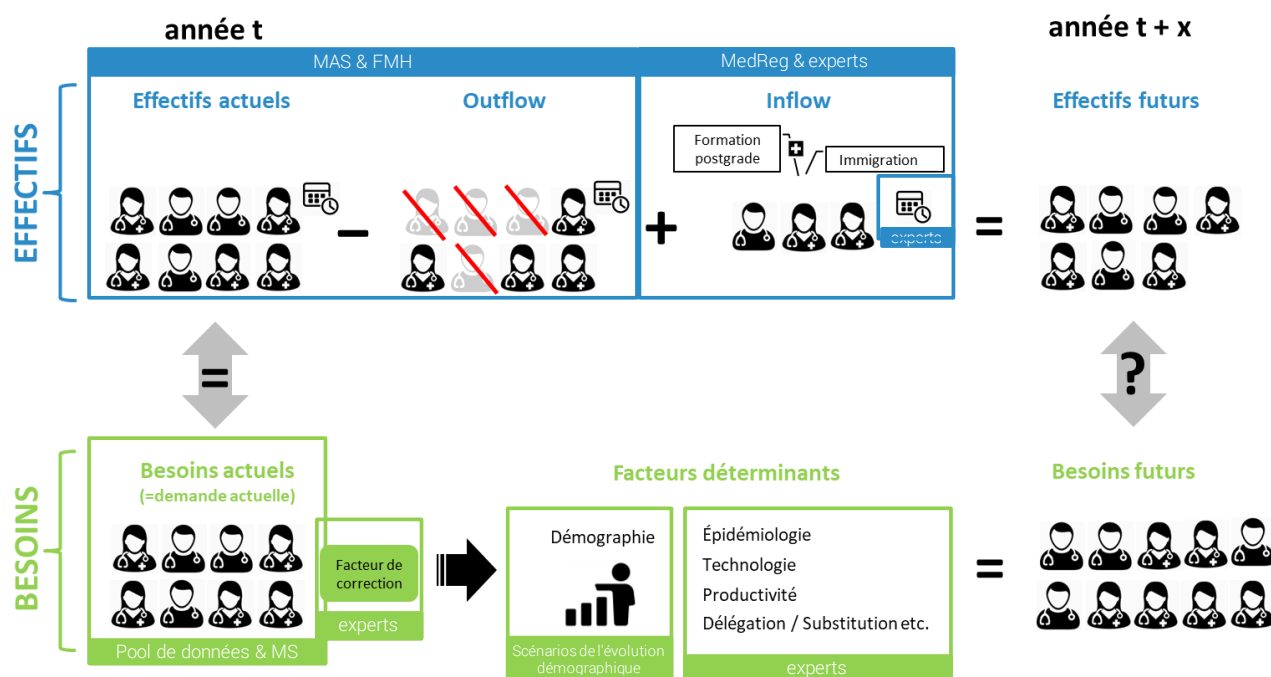 année t
année t + x
MAS & FMH
MedReg & experts
EFFECTIFS
Effectifs actuels
Outflow
Inflow
Effectifs futurs
Formation
postgrade
Immigration
–
+
experts
=
=
?
BESOINS
Besoins actuels
(=demande actuelle)
Facteurs déterminants
Besoins futurs
Facteur de
correction
experts
Pool de données & MS
Démographie
Scénarios de l'évolution
démographique
Épidémiologie
Technologie
Productivité
Délégation / Substitution etc.
experts
=